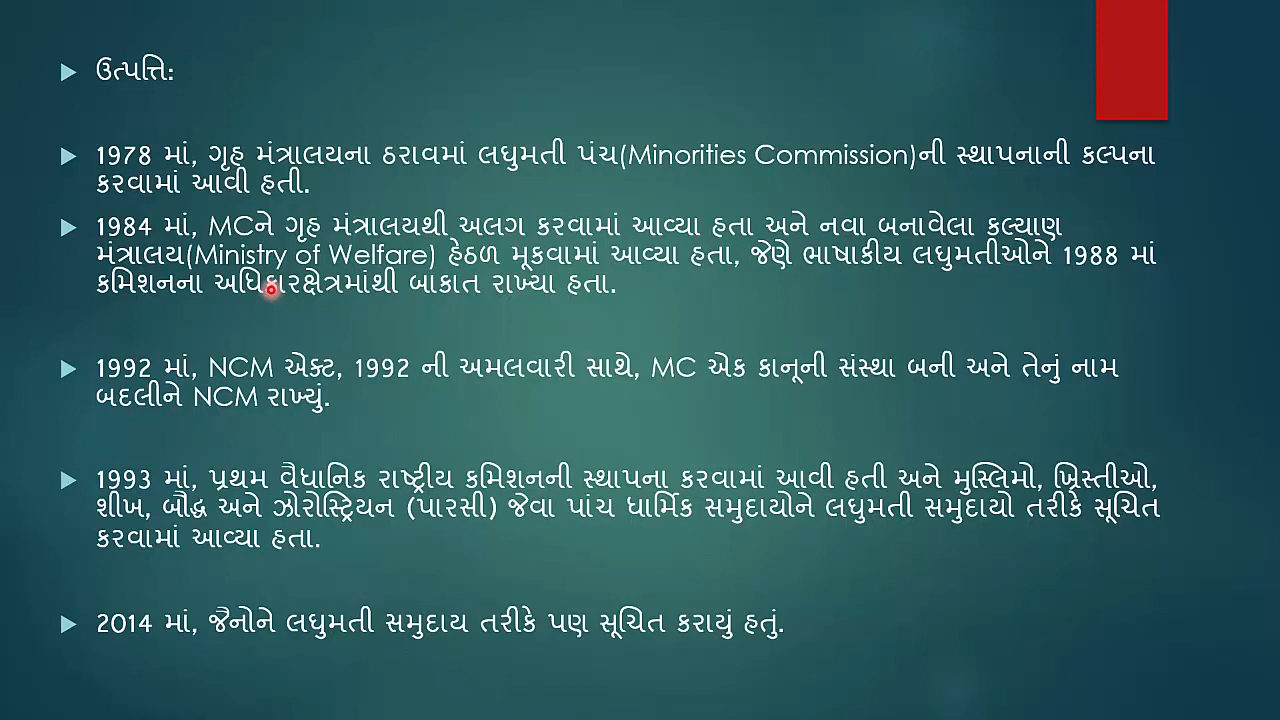 ઉત્પત્તિ:
1978 માં, ગૃહ મંત્રાલયના ઠરાવમાં લઘુમતી પંચ(Minorities Commission)ની સ્થાપનાની કલ્પના
કરવામાં આવી હતી.
1984 માં, MCને ગૃહ મંત્રાલયથી અલગ કરવામાં આવ્યા હતા અને નવા બનાવેલા કલ્યાણ
મંત્રાલય(Ministry of Welfare) હેઠળ મૂકવામાં આવ્યા હતા, જેણે ભાષાકીય લઘુમતીઓને 1988 માં
કમિશનના અધિકારક્ષેત્રમાંથી બાકાત રાખ્યા હતા.
1992 માં, NCM એક્ટ, 1992 ની અમલવારી સાથે, MC એક કાનૂની સંસ્થા બની અને તેનું નામ
બદલીને NCM રાખ્યું.
1993 માં, પ્રથમ વૈધાનિક રાષ્ટ્રીય કમિશનની સ્થાપના કરવામાં આવી હતી અને મુસ્લિમો, ખ્રિસ્તીઓ,
શીખ, બૌદ્ધ અને ઝોરોસ્ટ્રિયન (પારસી) જેવા પાંચ ધાર્મિક સમુદાયોને લઘુમતી સમુદાયો તરીકે સૂચિત
કરવામાં આવ્યા હતા.
2014 માં, જૈનોને લઘુમતી સમુદાય તરીકે પણ સૂચિત કરાયું હતું.